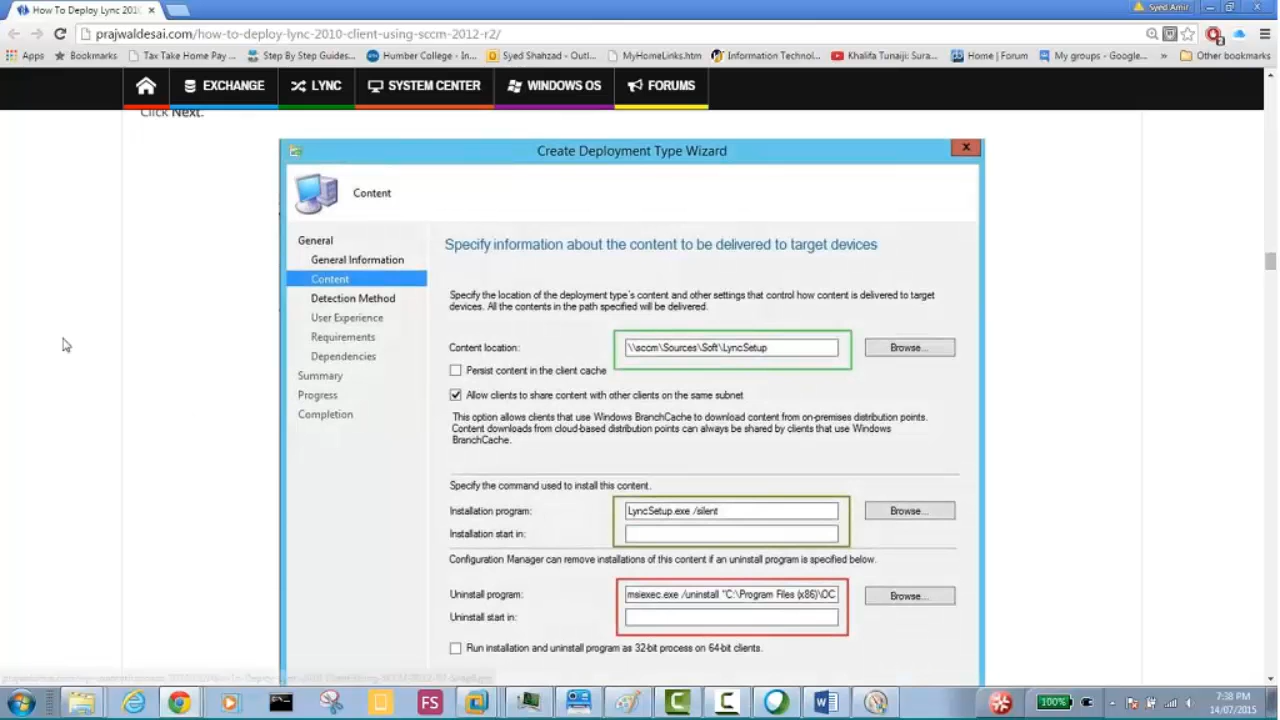 How To Deploy Lync 201
Syed Amir
prajwaldesai.com/how-to-deploy-lync-2010-client-using-sccm-2012-r2/
Apps Bookmarks Tax Take Home Pay ... Step By Step Guides... Humber College - In... Syed Shahzad - Outl... MyHomeLinks.htm Information Technol... Khalifa Tunaiji: Sura... Home | Forum My groups - Google... » Other bookmarks
EXCHANGE LYNC SYSTEM CENTER WINDOWS OS FORUMS
Click Next.
Create Deployment Type Wizard
x
Content
General
General Information
Content
Detection Method
User Experience
Requirements
Dependencies
Summary
Progress
Completion
Specify information about the content to be delivered to target devices
Specify the location of the deployment type's content and other settings that control how content is delivered to target
devices. All the contents in the path specified will be delivered.
Content location: \\sccm\Sources\Soft\LyncSetup Browse...
Persist content in the client cache
Allow clients to share content with other clients on the same subnet
This option allows clients that use Windows BranchCache to download content from on-premises distribution points.
Content downloads from cloud-based distribution points can always be shared by clients that use Windows
BranchCache.
Specify the command used to install this content.
Installation program: LyncSetup.exe /silent Browse...
Installation start in:
Configuration Manager can remove installations of this content if an uninstall program is specified below.
Uninstall program: msiexec.exe /uninstall "C:\Program Files (x86)\OC Browse...
Uninstall start in:
Run installation and uninstall program as 32-bit process on 64-bit clients.
FS
100%
7:38 PM
14/07/2015